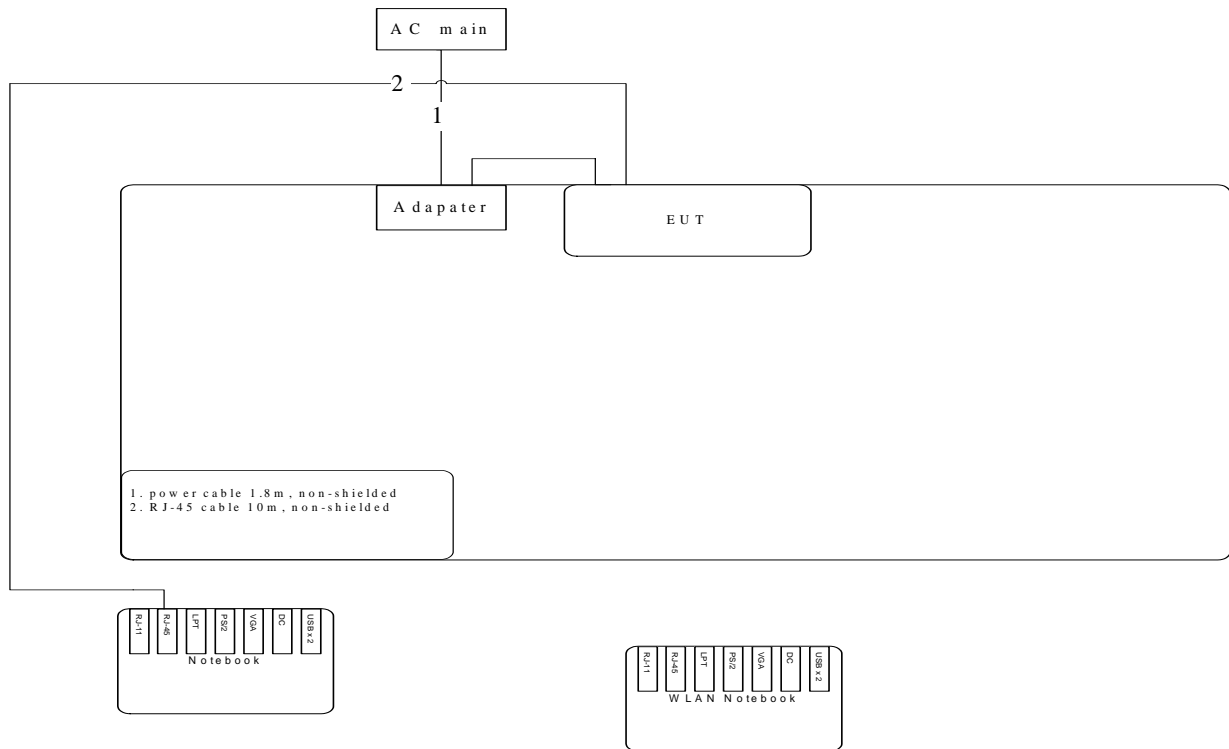 AC main
2
1
Adapater
EUT
1. power cable 1.8m, non-shielded
2. RJ-45 cable 10m, non-shielded
RJ-11
RJ-45
LPT
PS/2
VGA
DC
USB x 2
Notebook
RJ-11
RJ-45
LPT
PS/2
VGA
DC
USB x 2
WLAN Notebook